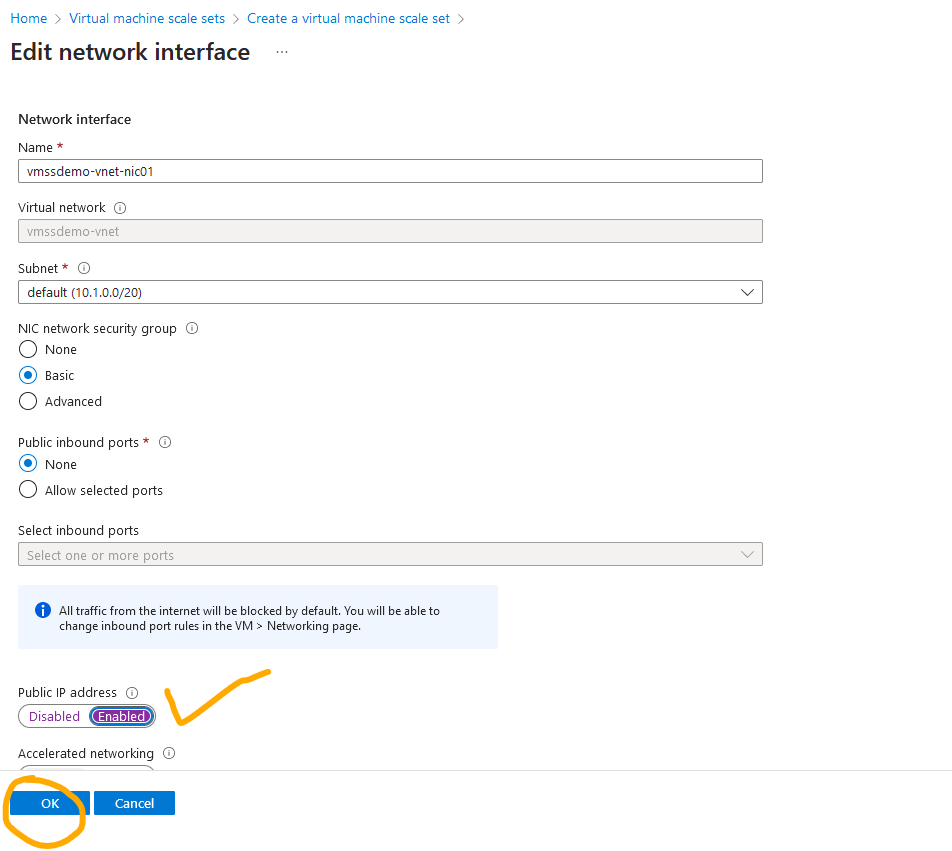 Home > Virtual machine scale sets > Create a virtual machine scale set >
Edit network interface ...
Network interface
Name *
vmssdemo-vnet-nic01
Virtual network
vmssdemo-vnet
Subnet *
default (10.1.0.0/20)
NIC network security group
None
Basic
Advanced
Public inbound ports *
None
Allow selected ports
Select inbound ports
Select one or more ports
All traffic from the internet will be blocked by default. You will be able to
change inbound port rules in the VM > Networking page.
Public IP address
Disabled Enabled
Accelerated networking
OK Cancel